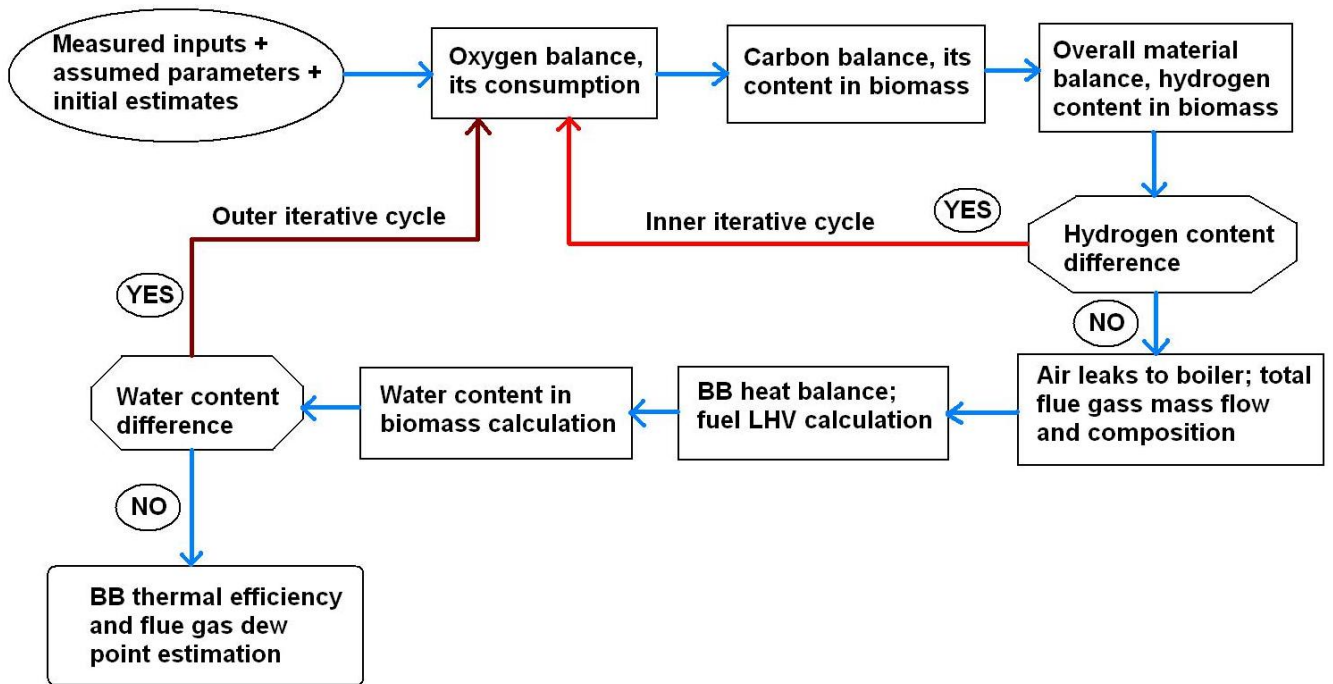 Measured inputs +
assumed parameters +
initial estimates
Oxygen balance,
its consumption
Carbon balance, its
content in biomass
Overall material
balance, hydrogen
content in biomass
Outer iterative cycle
Inner iterative cycle
YES
Hydrogen content
difference
YES
NO
Water content
difference
Water content in
biomass calculation
BB heat balance;
fuel LHV calculation
Air leaks to boiler; total
flue gass mass flow
and composition
NO
BB thermal efficiency
and flue gas dew
point estimation